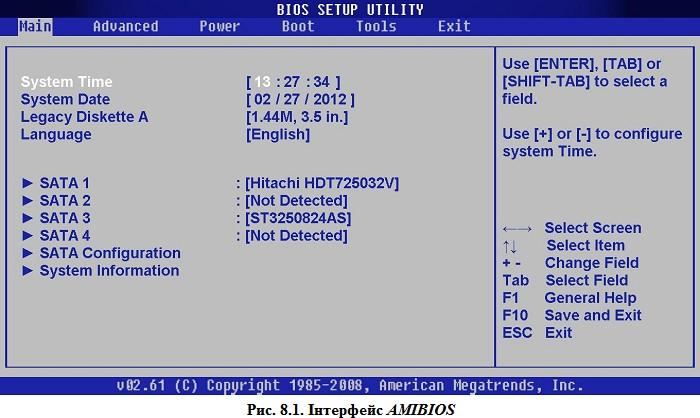 BIOS SETUP UTILITY
Main Advanced Power Boot Tools Exit
System Time [ 13 : 27 : 34 ]
System Date [ 02 / 27 / 2012 ]
Legacy Diskette A [1.44M, 3.5 in.]
Language [English]
► SATA 1 : [Hitachi HDT725032V]
► SATA 2 : [Not Detected]
► SATA 3 : [ST3250824AS]
► SATA 4 : [Not Detected]
► SATA Configuration
► System Information
Use [ENTER], [TAB] or
[SHIFT-TAB] to select a
field.
Use [+] or [-] to configure
system Time.
←→ Select Screen
↑↓ Select Item
+ - Change Field
Tab Select Field
F1 General Help
F10 Save and Exit
ESC Exit
v02.61 (C) Copyright 1985-2008, American Megatrends, Inc.
Рис. 8.1. Інтерфейс AMIBIOS